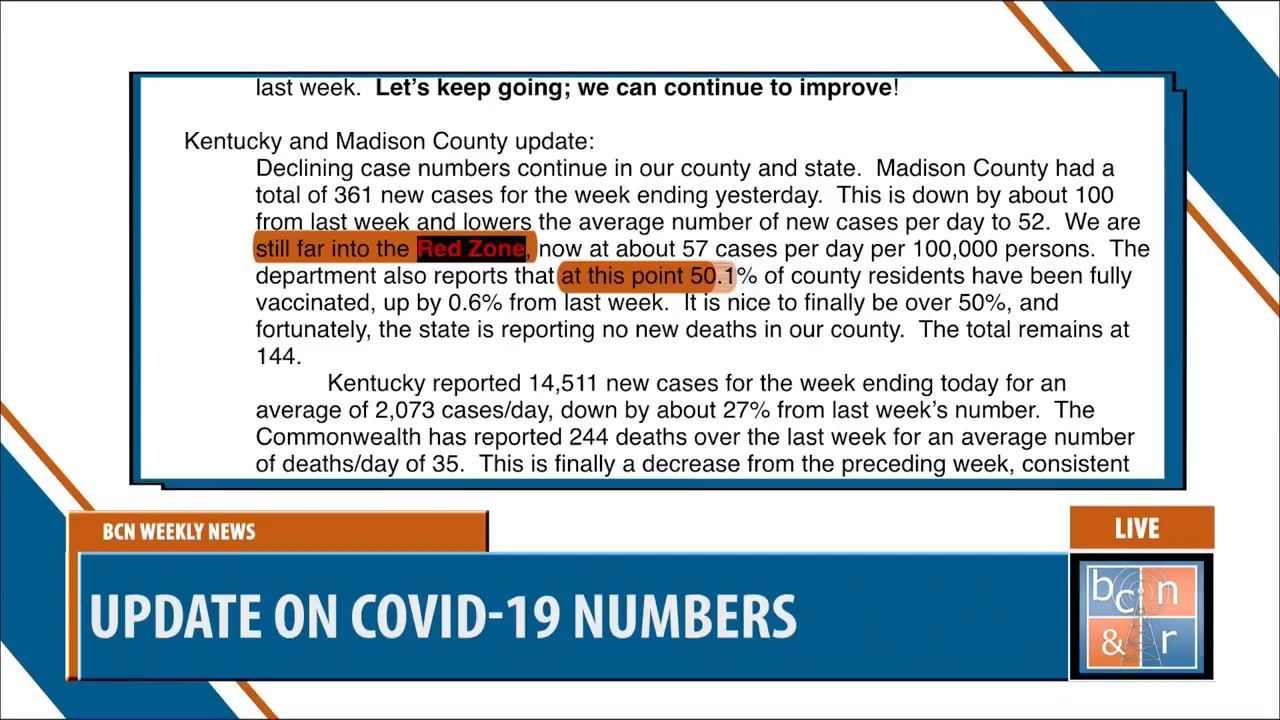 last week.  Let's keep going; we can continue to improve!
Kentucky and Madison County update:
Declining case numbers continue in our county and state.  Madison County had a
total of 361 new cases for the week ending yesterday.  This is down by about 100
from last week and lowers the average number of new cases per day to 52.  We are
still far into the Red Zone, now at about 57 cases per day per 100,000 persons.  The
department also reports that at this point 50.1% of county residents have been fully
vaccinated, up by 0.6% from last week.  It is nice to finally be over 50%, and
fortunately, the state is reporting no new deaths in our county.  The total remains at
144.
Kentucky reported 14,511 new cases for the week ending today for an
average of 2,073 cases/day, down by about 27% from last week's number.  The
Commonwealth has reported 244 deaths over the last week for an average number
of deaths/day of 35.  This is finally a decrease from the preceding week, consistent
BCN WEEKLY NEWS
LIVE
UPDATE ON COVID-19 NUMBERS
bcn
&r